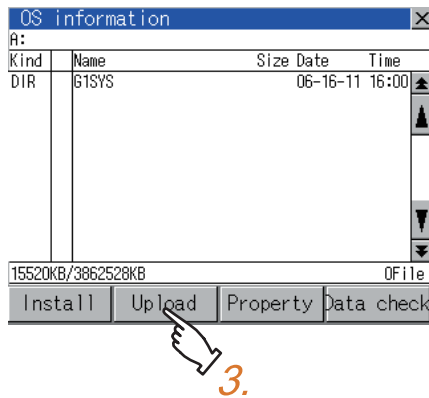 OS information
A:
Kind Name Size Date Time
DIR G1SYS 06-16-11 16:00
15520KB/3862528KB 0File
Install Upload Property Data check
3.